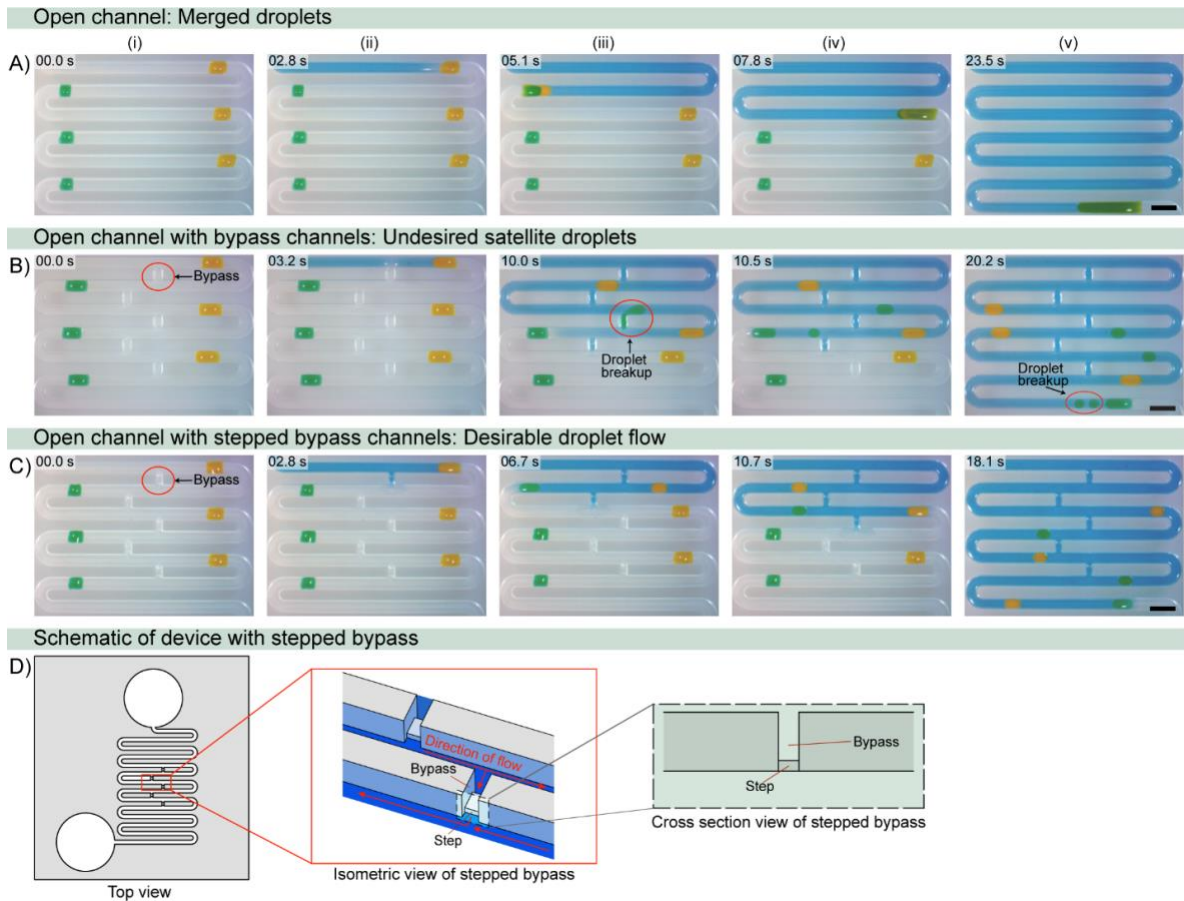 Open channel: Merged droplets
(i) (ii) (iii) (iv) (v)
A) 00.0 s 02.8 s 05.1 s 07.8 s 23.5 s
Open channel with bypass channels: Undesired satellite droplets
B) 00.0 s 03.2 s 10.0 s 10.5 s 20.2 s
Bypass
Droplet
breakup
Droplet
breakup
Open channel with stepped bypass channels: Desirable droplet flow
C) 00.0 s 02.8 s 06.7 s 10.7 s 18.1 s
Bypass
Schematic of device with stepped bypass
D)
Direction of flow
Bypass
Step
Bypass
Step
Cross section view of stepped bypass
Isometric view of stepped bypass
Top view